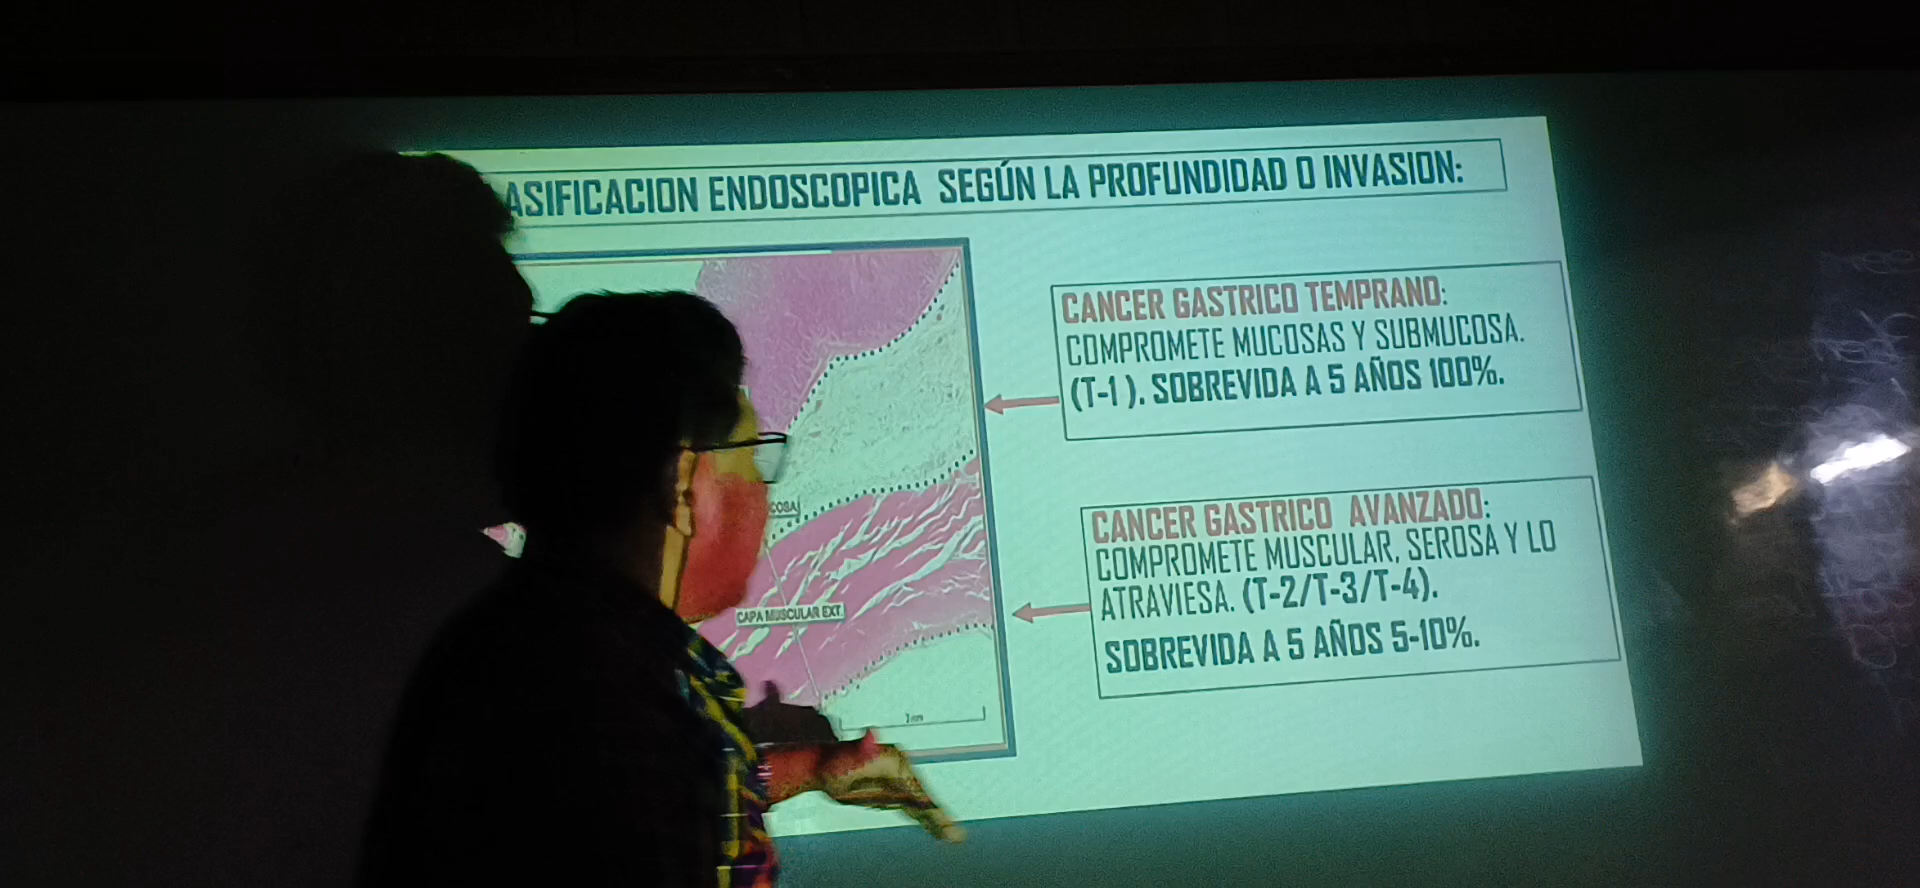 ASIFICACION ENDOSCOPICA SEGÚN LA PROFUNDIDAD O INVASION:
CANCER GASTRICO TEMPRANO:
COMPROMETE MUCOSAS Y SUBMUCOSA.
(T-1 ). SOBREVIDA A 5 AÑOS 100%.
COSA
CANCER GASTRICO AVANZADO:
COMPROMETE MUSCULAR, SEROSA Y LO
ATRAVIESA. (T-2/T-3/T-4).
SOBREVIDA A 5 AÑOS 5-10%.
CAPA MUSCULAR EXT.